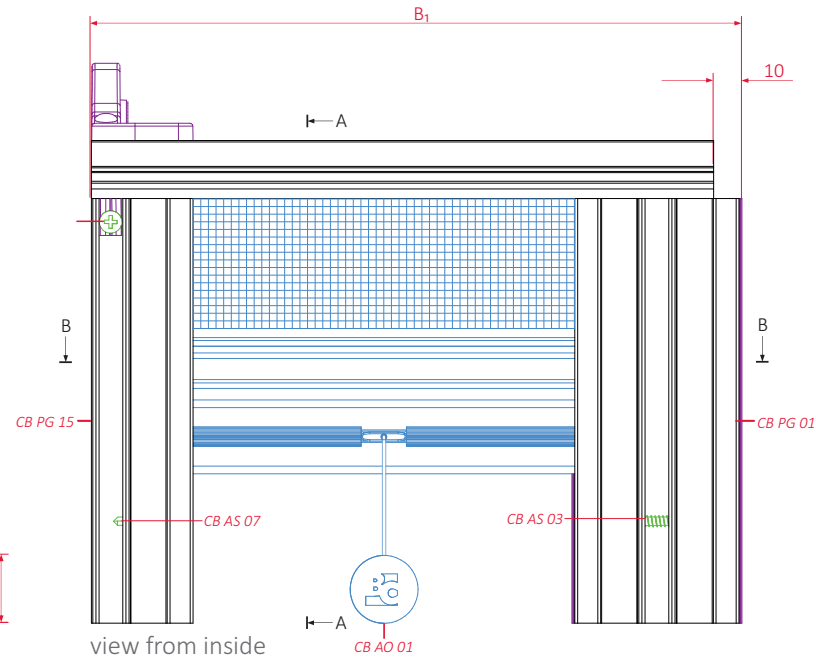 B₁
10
A
B
B
CB PG 15
CB PG 01
CB AS 07
CB AS 03
A
view from inside
CB AO 01